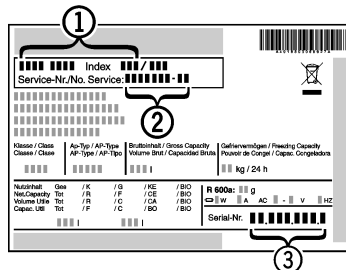 1
Index /
Service-Nr./No. Service: -
2
Klasse / Class
Classe / Clase
Ap-Typ / AP-Type
AP-Type / AP-Tipo
Bruttoinhalt / Gross Capacity
Volume Brut / Capacidad Bruta
Gefriervermögen / Freezing Capacity
Pouvoir de Congel / Capac. Congeladora
l
kg / 24 h
Nutzinhalt Ges / K / G / KE / BIO
Net.Capacity Tot / R / F / CE / BIO
Volume Utile Tot / R / C / CA / BIO
Capac. Util Tot / F / C / BO / BIO
l l
R 600a: g
W A AC - V HZ
Serial-Nr. . .
3